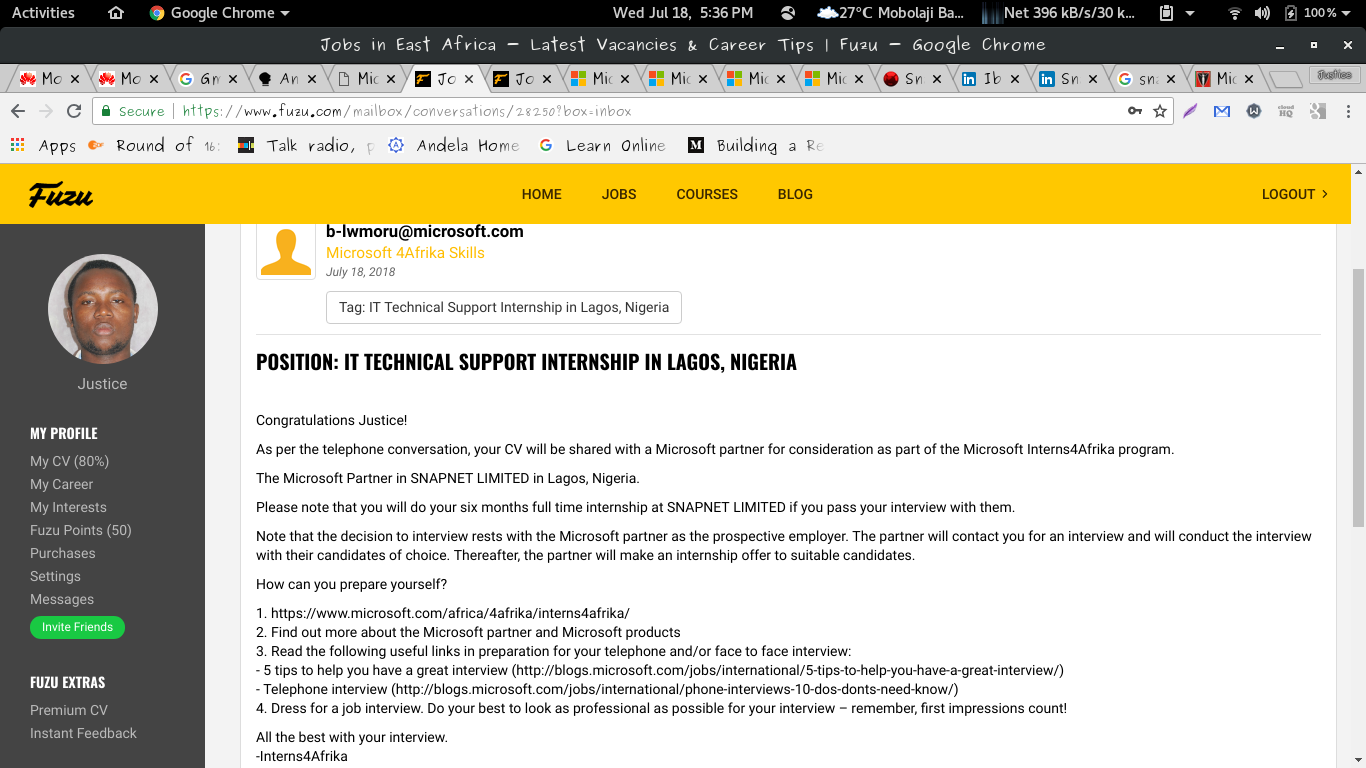 Activities Google Chrome Wed Jul 18, 5:36 PM 27°C Mobolaji Ba... Net 396 kB/s/30 k... 100%
Jobs in East Africa – Latest Vacancies & Career Tips | Fuzu – Google Chrome
Mo Mo Gm An Mic Jo Jo Mic Mic Mic Mic Sn Ib Sn sna Mic Justice
Secure https://www.fuzu.com/mailbox/conversations/28250?box=inbox
Apps Round of 16: Talk radio, p Andela Home Learn Online Building a Re
Fuzu HOME JOBS COURSES BLOG LOGOUT
b-lwmoru@microsoft.com
Microsoft 4Afrika Skills
July 18, 2018
Tag: IT Technical Support Internship in Lagos, Nigeria
POSITION: IT TECHNICAL SUPPORT INTERNSHIP IN LAGOS, NIGERIA
Congratulations Justice!
As per the telephone conversation, your CV will be shared with a Microsoft partner for consideration as part of the Microsoft Interns4Afrika program.
The Microsoft Partner in SNAPNET LIMITED in Lagos, Nigeria.
Please note that you will do your six months full time internship at SNAPNET LIMITED if you pass your interview with them.
Note that the decision to interview rests with the Microsoft partner as the prospective employer. The partner will contact you for an interview and will conduct the interview
with their candidates of choice. Thereafter, the partner will make an internship offer to suitable candidates.
How can you prepare yourself?
1. https://www.microsoft.com/africa/4afrika/interns4afrika/
2. Find out more about the Microsoft partner and Microsoft products
3. Read the following useful links in preparation for your telephone and/or face to face interview:
- 5 tips to help you have a great interview (http://blogs.microsoft.com/jobs/international/5-tips-to-help-you-have-a-great-interview/)
- Telephone interview (http://blogs.microsoft.com/jobs/international/phone-interviews-10-dos-donts-need-know/)
4. Dress for a job interview. Do your best to look as professional as possible for your interview – remember, first impressions count!
All the best with your interview.
-Interns4Afrika
Justice
MY PROFILE
My CV (80%)
My Career
My Interests
Fuzu Points (50)
Purchases
Settings
Messages
Invite Friends
FUZU EXTRAS
Premium CV
Instant Feedback